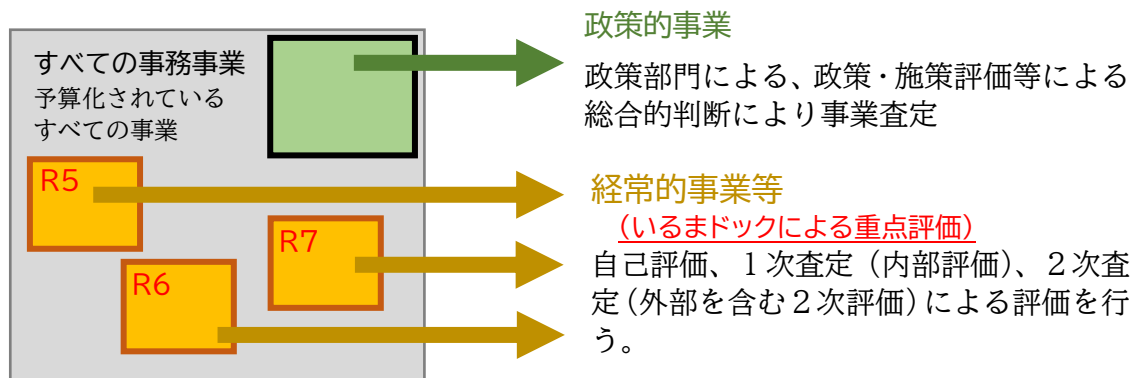 すべての事務事業
予算化されている
すべての事業
R5
R7
R6
政策的事業
政策部門による、政策・施策評価等による
総合的判断により事業査定
経常的事業等
（いるまドックによる重点評価）
自己評価、１次査定（内部評価）、２次査
定（外部を含む２次評価）による評価を行
う。